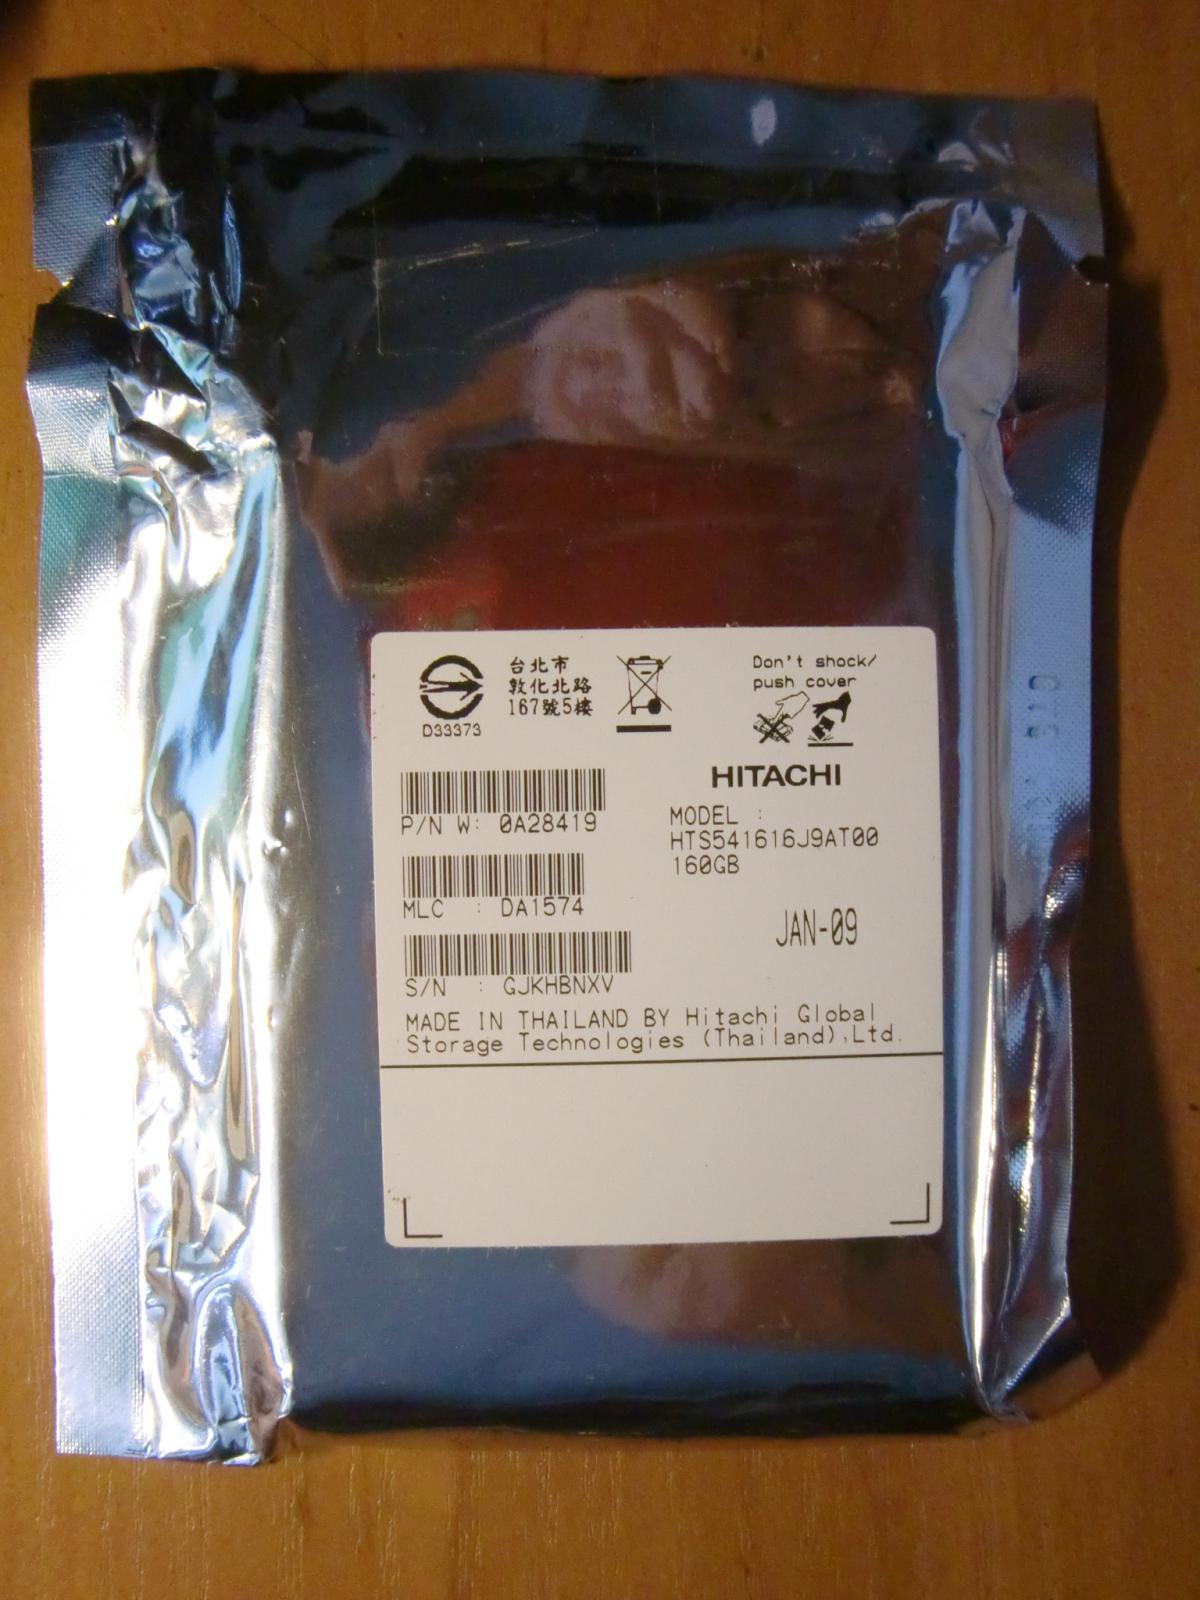 台北市
敦化北路
167號5樓
D33373
Don't shock/
push cover
HITACHI
P/N W: 0A28419
MODEL :
HTS541616J9AT00
160GB
MLC : DA1574
JAN-09
S/N : GJKHBNXV
MADE IN THAILAND BY Hitachi Global
Storage Technologies (Thailand),Ltd.